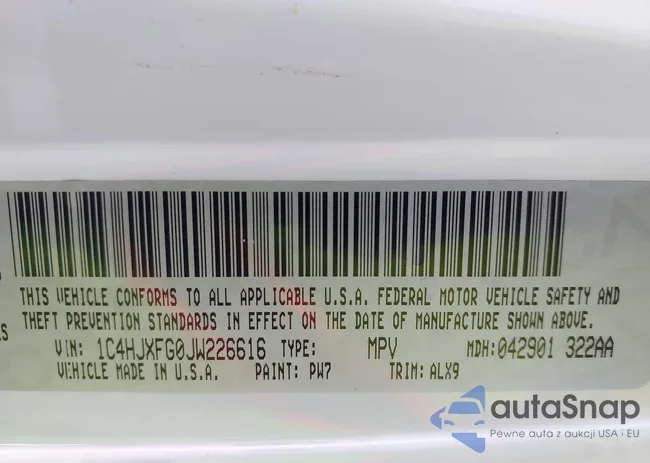 THIS VEHICLE CONFORMS TO ALL APPLICABLE U.S.A. FEDERAL MOTOR VEHICLE SAFETY AND
ES THEFT PREVENTION STANDARDS IN EFFECT ON THE DATE OF MANUFACTURE SHOWN ABOVE.
VIN: 1C4HJXFG0JW226616 TYPE: MPV MDH: 042901 322AA
VEHICLE MADE IN U.S.A. PAINT: PW7 TRIM: ALX9
autaSnap
Pewne auta z aukcji USA i EU